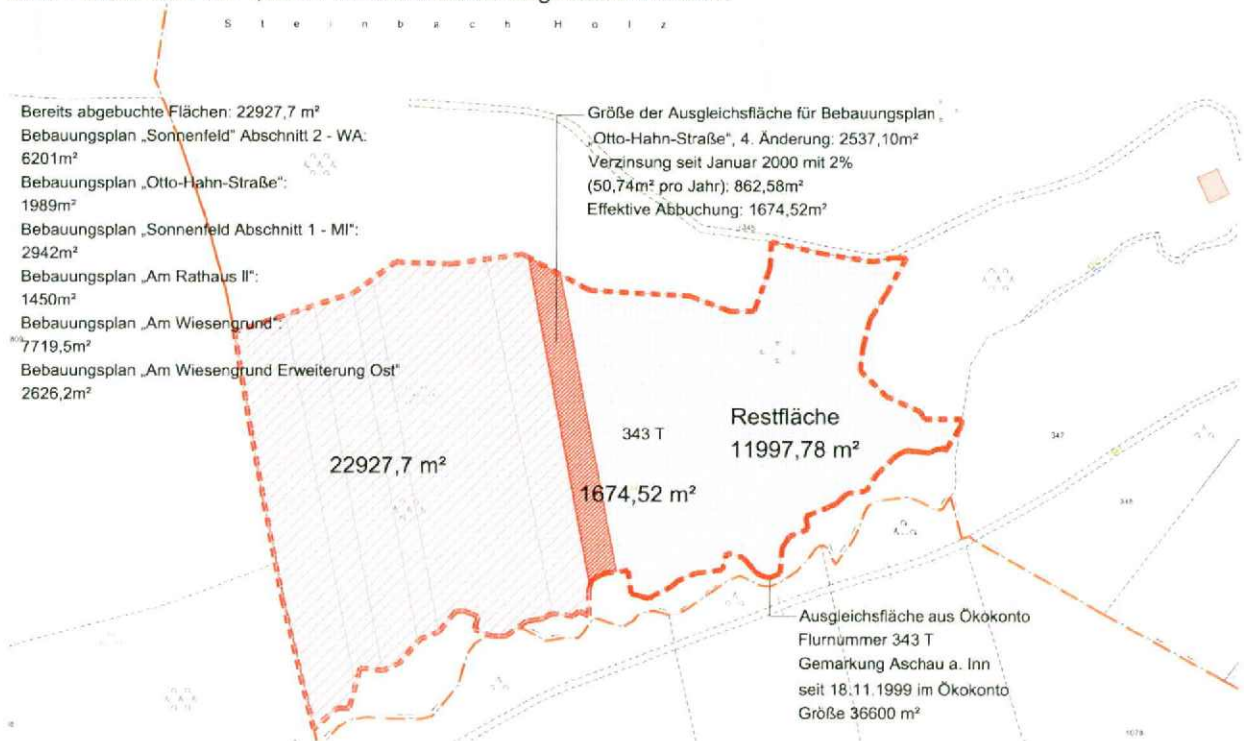 S t e i n b a c h H o l z
Bereits abgebuchte Flächen: 22927,7 m²
Bebauungsplan „Sonnenfeld" Abschnitt 2 - WA:
6201m²
Bebauungsplan „Otto-Hahn-Straße":
1989m²
Bebauungsplan „Sonnenfeld Abschnitt 1 - MI":
2942m²
Bebauungsplan „Am Rathaus II":
1450m²
Bebauungsplan „Am Wiesengrund":
7719,5m²
Bebauungsplan „Am Wiesengrund Erweiterung Ost"
2626,2m²
Größe der Ausgleichsfläche für Bebauungsplan
„Otto-Hahn-Straße", 4. Änderung: 2537,10m²
Verzinsung seit Januar 2000 mit 2%
(50,74m² pro Jahr): 862,58m²
Effektive Abbuchung: 1674,52m²
345
22927,7 m²
343 T
1674,52 m²
Restfläche
11997,78 m²
347
348
Ausgleichsfläche aus Ökokonto
Flurnummer 343 T
Gemarkung Aschau a. Inn
seit 18.11.1999 im Ökokonto
Größe 36600 m²
1078